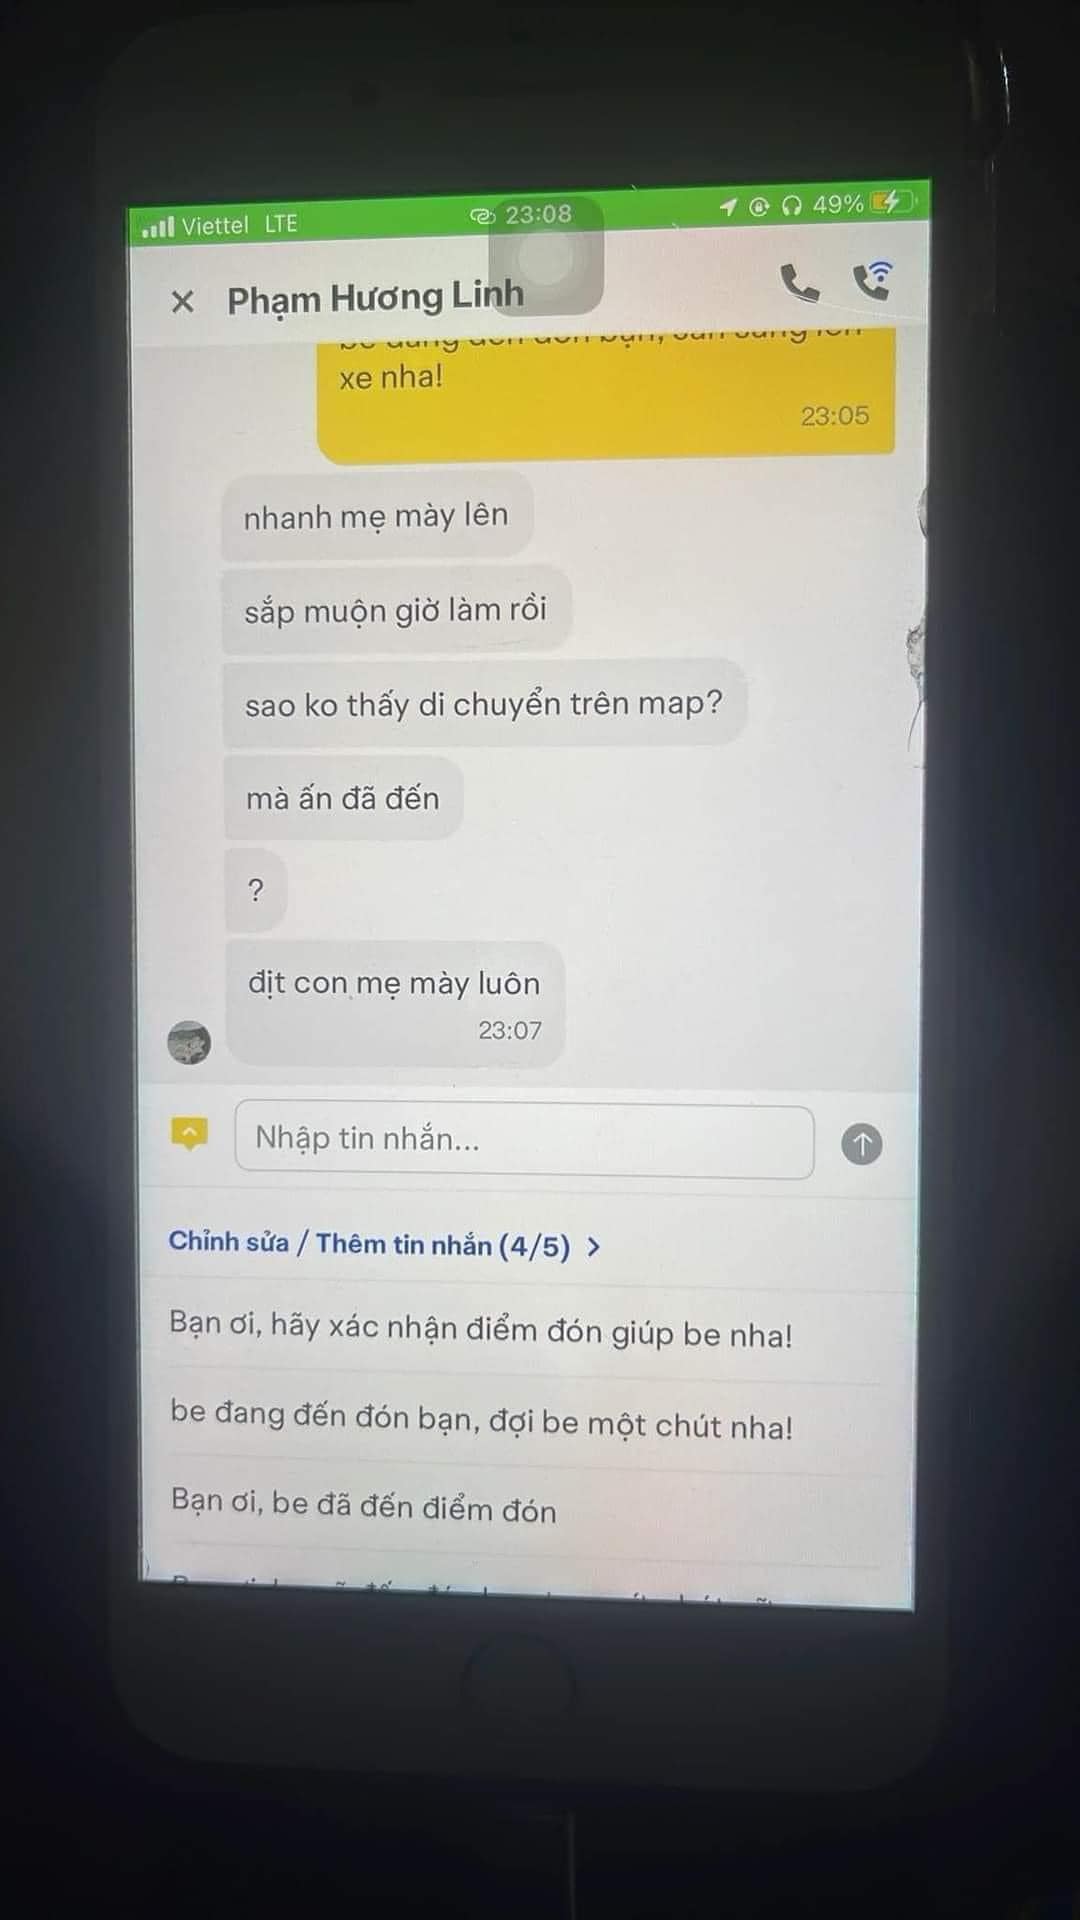 Viettel LTE 23:08 49%
Phạm Hương Linh
xe nha!
23:05
nhanh mẹ mày lên
sắp muộn giờ làm rồi
sao ko thấy di chuyển trên map?
mà ấn đã đến
?
địt con mẹ mày luôn
23:07
Nhập tin nhắn...
Chỉnh sửa / Thêm tin nhắn (4/5) >
Bạn ơi, hãy xác nhận điểm đón giúp be nha!
be đang đến đón bạn, đợi be một chút nha!
Bạn ơi, be đã đến điểm đón